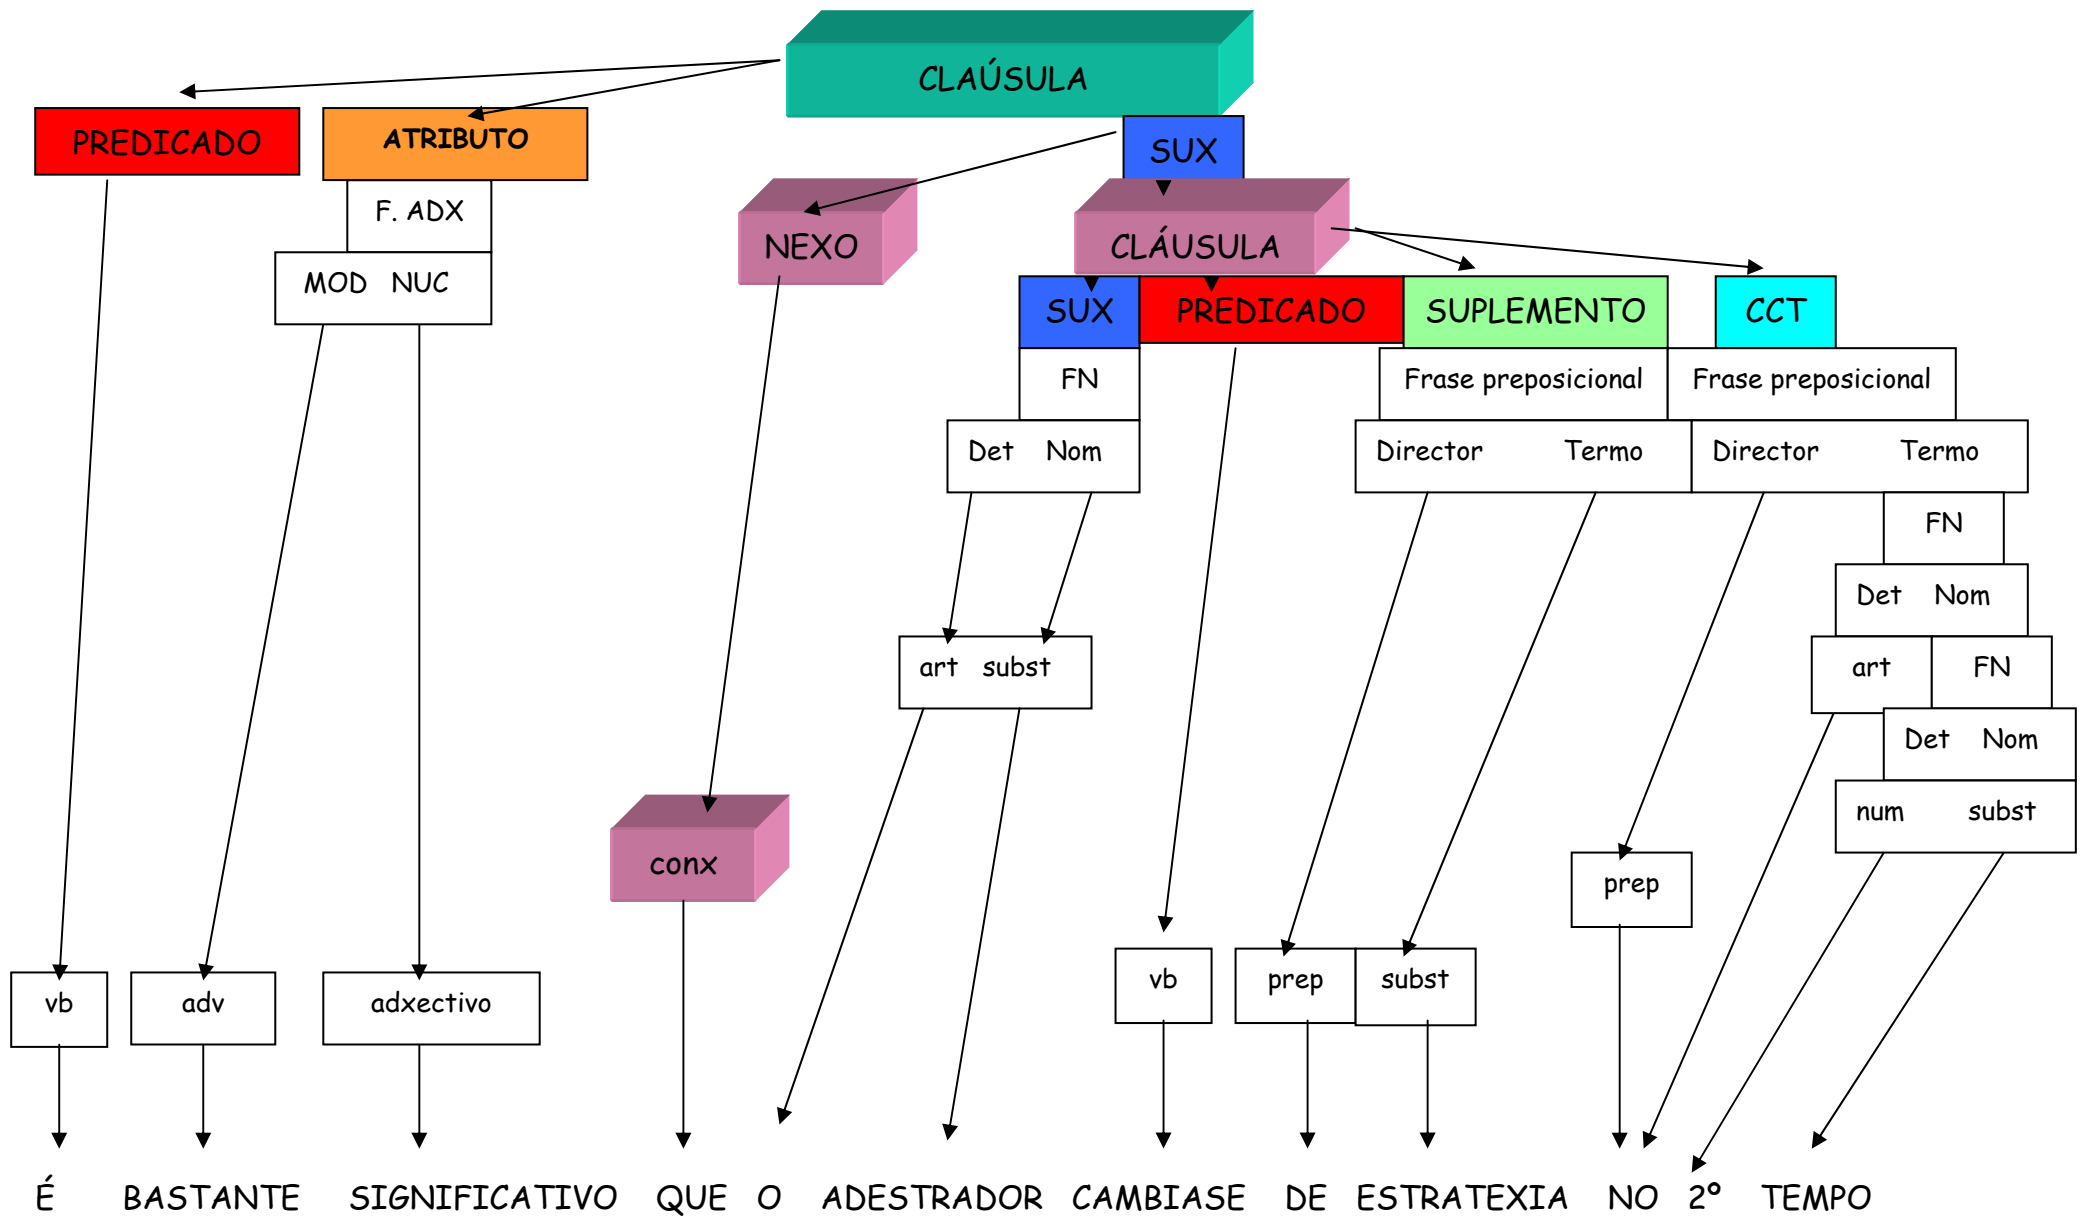 CLAÚSULA
PREDICADO ATRIBUTO SUX
F. ADX
NEXO CLÁUSULA
MOD NUC
SUX PREDICADO SUPLEMENTO CCT
FN Frase preposicional Frase preposicional
Det Nom Director Termo Director Termo
FN
Det Nom
art subst art FN
Det Nom
num subst
conx prep
vb prep subst
vb adv adxectivo
É BASTANTE SIGNIFICATIVO QUE O ADESTRADOR CAMBIASE DE ESTRATEXIA NO 2º TEMPO